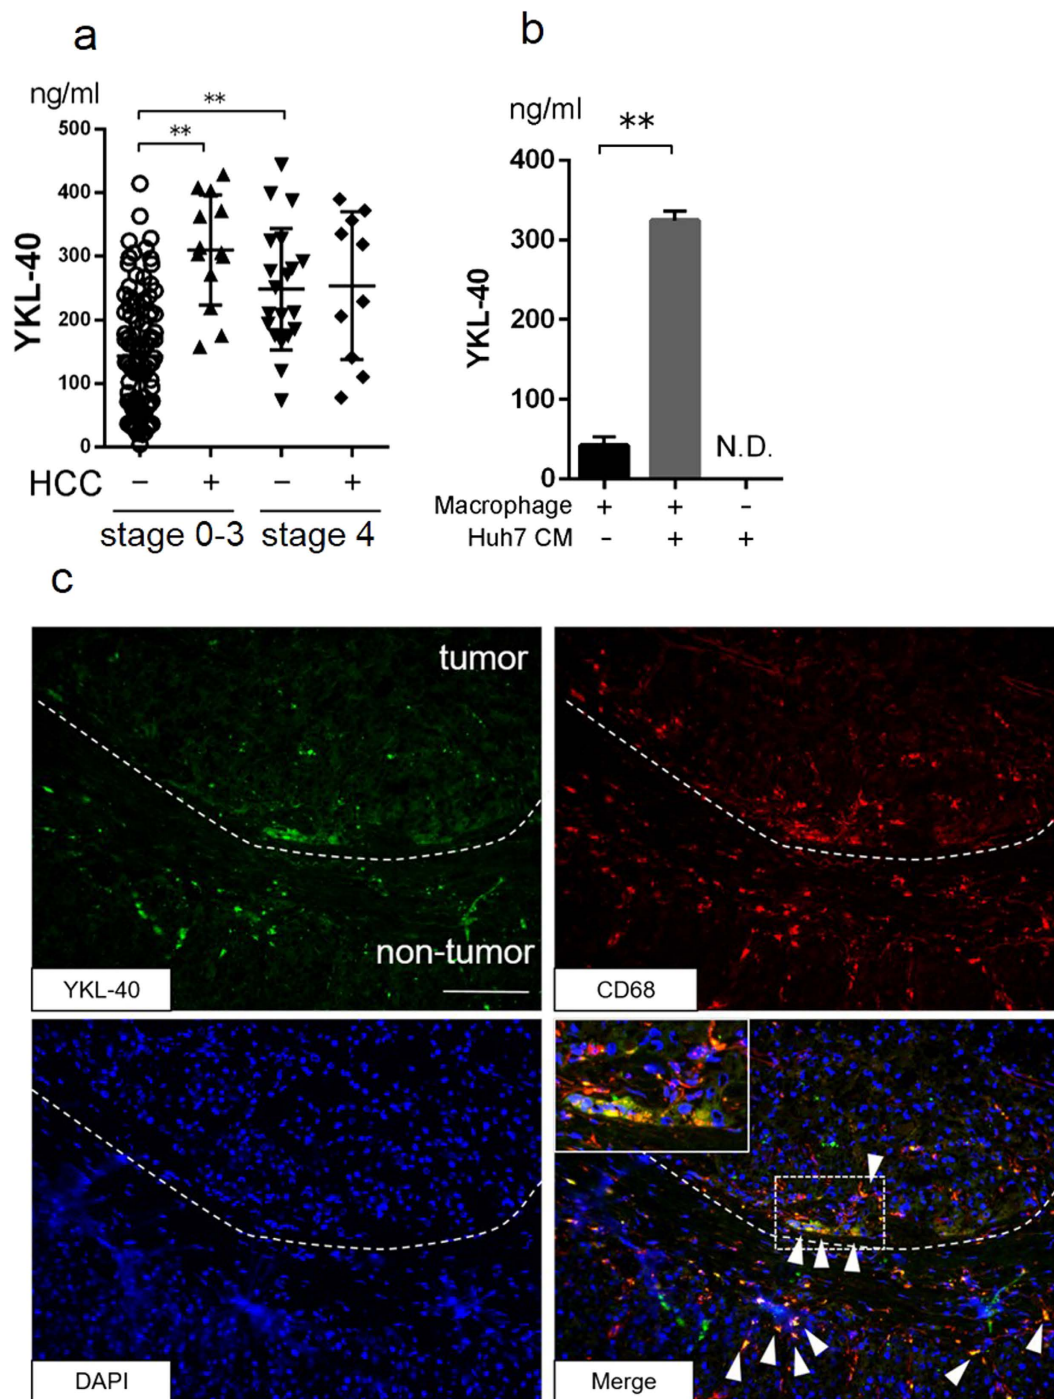 a
ng/ml
**
**
YKL-40
500
400
300
200
100
0
HCC − + − +
stage 0-3 stage 4
b
ng/ml
**
YKL-40
400
300
200
100
0
N.D.
Macrophage + + -
Huh7 CM - + +
c
tumor
non-tumor
YKL-40
CD68
DAPI
Merge